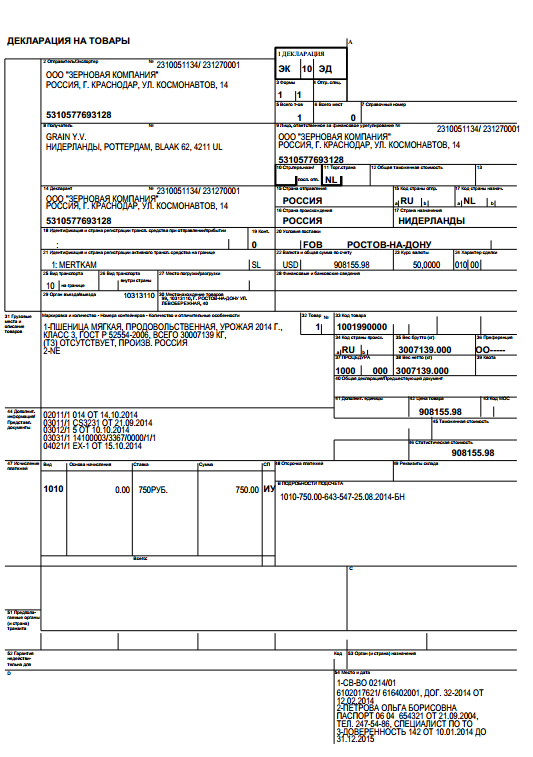 ДЕКЛАРАЦИЯ НА ТОВАРЫ
A
2 Отправитель/Экспортер № 2310051134/ 231270001
ООО "ЗЕРНОВАЯ КОМПАНИЯ"
РОССИЯ, Г. КРАСНОДАР, УЛ. КОСМОНАВТОВ, 14
5310577693128
1 ДЕКЛАРАЦИЯ
ЭК 10 ЭД
3 Формы 4 Отгр. спец.
1 1
5 Всего т-ов 6 Всего мест 7 Справочный номер
1 0
8 Получатель №
GRAIN Y.V.
НИДЕРЛАНДЫ, РОТТЕРДАМ, BLAAK 62, 4211 UL
9 Лицо, ответственное за финансовое урегулирование №
2310051134/ 231270001
ООО "ЗЕРНОВАЯ КОМПАНИЯ"
РОССИЯ, Г. КРАСНОДАР, УЛ. КОСМОНАВТОВ, 14
5310577693128
11 Торг.страна 12 Общая таможенная стоимость 13
NL
14 Декларант № 2310051134/ 231270001
ООО "ЗЕРНОВАЯ КОМПАНИЯ"
РОССИЯ, Г. КРАСНОДАР, УЛ. КОСМОНАВТОВ, 14
5310577693128
15 Страна отправления 15 Код страны отпр. 17 Код страны назнач.
РОССИЯ a RU b a NL b
16 Страна происхождения 17 Страна назначения
РОССИЯ НИДЕРЛАНДЫ
18 Идентификация и страна регистрации трансп. средства при отправлении/прибытии 19 Конт.
: 0
20 Условия поставки
FOB РОСТОВ-НА-ДОНУ
21 Идентификация и страна регистрации активного трансп. средства на границе
1: MERTKAM SL
22 Валюта и общая сумма по счету 23 Курс валюты 24 Характер сделки
USD 908155.98 50,0000 010 00
25 Вид транспорта 26 Вид транспорта 27 Место погрузки/разгрузки
10 на границе внутри страны
28 Финансовые и банковские сведения
29 Орган въезда/выезда 10313110
30 Местонахождение товаров
99, 10313110, Г. РОСТОВ-НА-ДОНУ УЛ.
ЛЕВОБЕРЕЖНАЯ, 40
31 Грузовые места и описание товаров
Маркировка и количество - Номера контейнеров - Количество и отличительные особенности
1-ПШЕНИЦА МЯГКАЯ, ПРОДОВОЛЬСТВЕННАЯ, УРОЖАЯ 2014 Г.,
КЛАСС 3, ГОСТ Р 52554-2006, ВСЕГО 30007139 КГ,
(ТЗ) ОТСУТСТВУЕТ, ПРОИЗВ. РОССИЯ
2-NE
32 Товар № 33 Код товара
1 1001990000
34 Код страны происх. 35 Вес брутто (кг) 36 Преференция
a RU b 3007139.000 ОО-----
37 ПРОЦЕДУРА 38 Вес нетто (кг) 39 Квота
1000 000 3007139.000
40 Общая декларация/Предшествующий документ
41 Дополнит. единицы 42 Цена товара 43 Код МОС
908155.98
44 Дополнит. информация/ Представл. документы
02011/1 014 ОТ 14.10.2014
03011/1 CS3231 ОТ 21.09.2014
03012/1 5 ОТ 10.10.2014
03031/1 14100003/3367/0000/1/1
04021/1 EX-1 ОТ 15.10.2014
45 Таможенная стоимость
46 Статистическая стоимость
908155.98
47 Исчисление платежей
Вид Основа начисления Ставка Сумма СП
1010 0.00 750РУБ. 750.00 ИУ
Всего:
48 Отсрочка платежей 49 Реквизиты склада
В ПОДРОБНОСТИ ПОДСЧЕТА
1010-750.00-643-547-25.08.2014-БН
C
51 Предпола-
гаемые органы
(и страна)
транзита
52 Гарантия
недействи-
тельна для
Код 53 Орган (и страна) назначения
D
54 Место и дата
1-СВ-ВО 0214/01
6102017621/ 616402001, ДОГ. 32-2014 ОТ
12.02.2014
2-ПЕТРОВА ОЛЬГА БОРИСОВНА
ПАСПОРТ 06 04 654321 ОТ 21.09.2004,
ТЕЛ. 247-54-86, СПЕЦИАЛИСТ ПО ТО
3-ДОВЕРЕННОСТЬ 142 ОТ 10.01.2014 ДО
31.12.2015